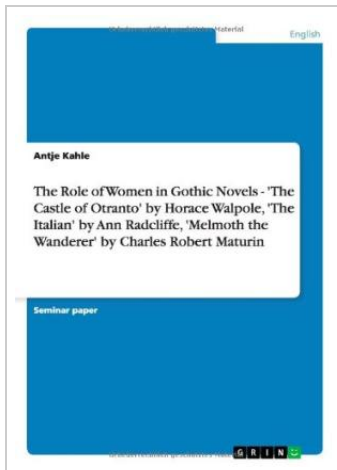 English
Antje Kahle
The Role of Women in Gothic Novels - 'The
Castle of Otranto' by Horace Walpole, 'The
Italian' by Ann Radcliffe, 'Melmoth the
Wanderer' by Charles Robert Maturin
Seminar paper
G R I N